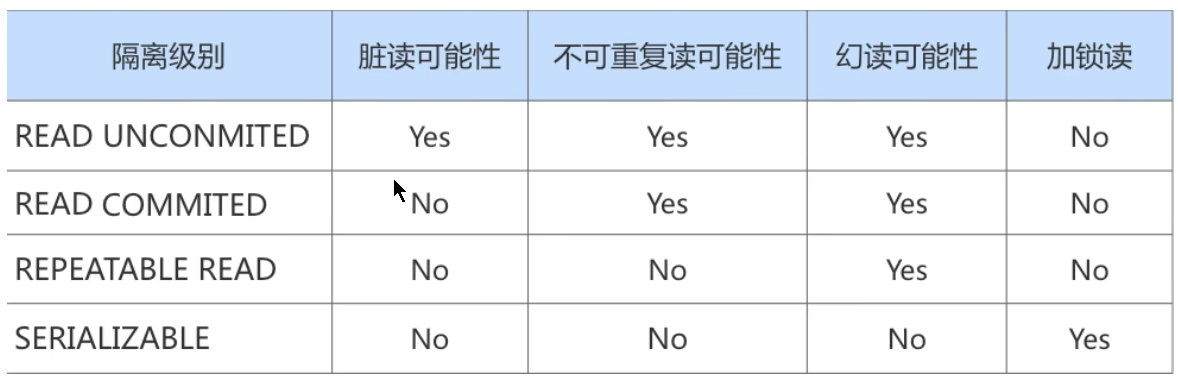 隔离级别 脏读可能性 不可重复读可能性 幻读可能性 加锁读
READ UNCONMITED Yes Yes Yes No
READ COMMITED No Yes Yes No
REPEATABLE READ No No Yes No
SERIALIZABLE No No No Yes